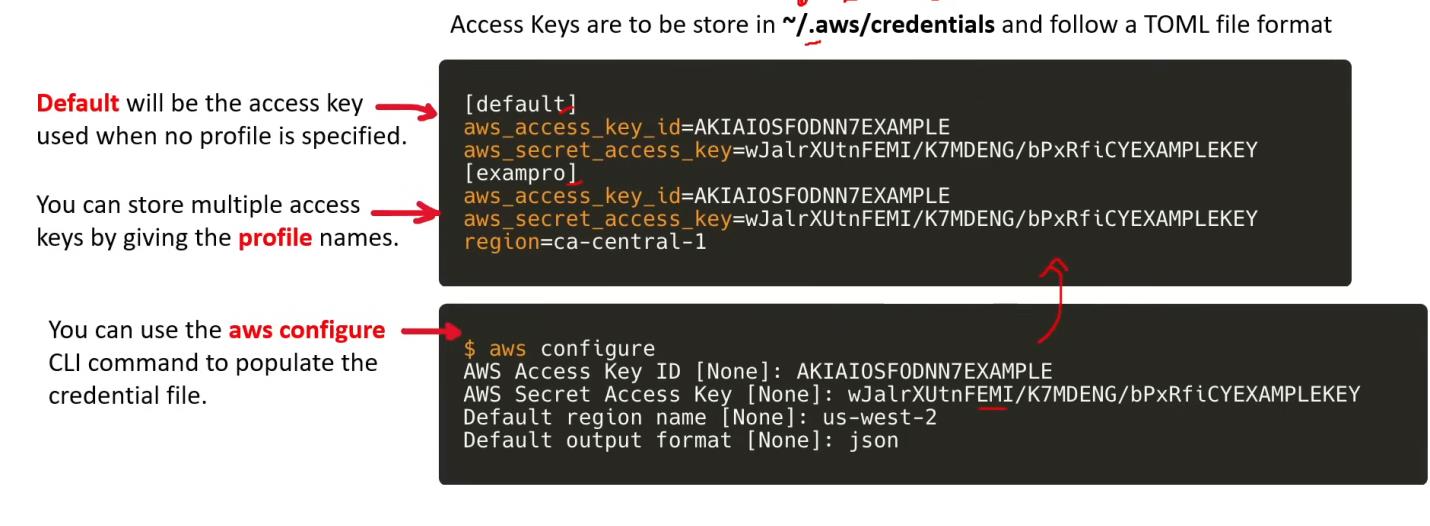 Access Keys are to be store in ~/.aws/credentials and follow a TOML file format
Default will be the access key
used when no profile is specified.
[default]
aws_access_key_id=AKIAIOSFODNN7EXAMPLE
aws_secret_access_key=wJalrXUtnFEMI/K7MDENG/bPxRfiCYEXAMPLEKEY
[exampro]
aws_access_key_id=AKIAIOSFODNN7EXAMPLE
aws_secret_access_key=wJalrXUtnFEMI/K7MDENG/bPxRfiCYEXAMPLEKEY
region=ca-central-1
You can store multiple access
keys by giving the profile names.
You can use the aws configure
CLI command to populate the
credential file.
$ aws configure
AWS Access Key ID [None]: AKIAIOSFODNN7EXAMPLE
AWS Secret Access Key [None]: wJalrXUtnFEMI/K7MDENG/bPxRfiCYEXAMPLEKEY
Default region name [None]: us-west-2
Default output format [None]: json